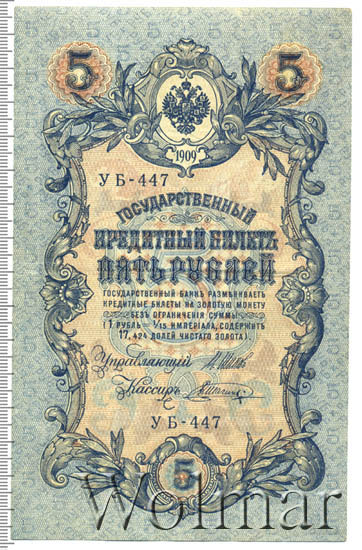 5 5
1909
УБ-447
ГОСУДАРСТВЕННЫЙ
КРЕДИТНЫЙ БИЛЕТЪ
ПЯТЬ РУБЛЕЙ
ГОСУДАРСТВЕННЫЙ БАНКЪ РАЗМѢНИВАЕТЪ
КРЕДИТНЫЕ БИЛЕТЫ НА ЗОЛОТУЮ МОНЕТУ
БЕЗЪ ОГРАНИЧЕНІЯ СУММЫ
(1 РУБЛЬ = 1/15 ИМПЕРІАЛА, СОДЕРЖИТЪ
17,424 ДОЛЕЙ ЧИСТАГО ЗОЛОТА).
Управляющій
Кассиръ
УБ-447
5
Wolmar